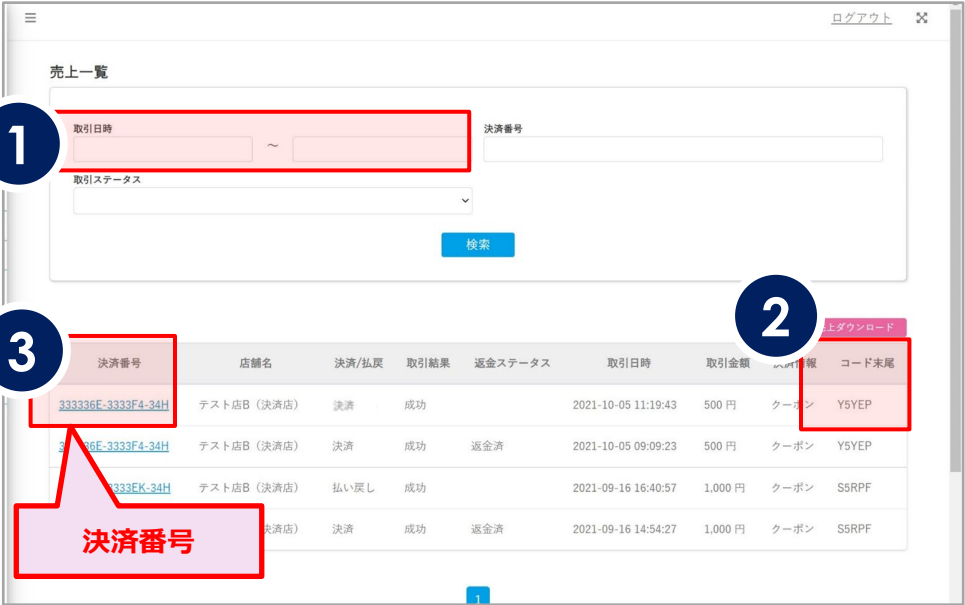 ログアウト
売上一覧
1
取引日時
~
決済番号
取引ステータス
検索
2
上ダウンロード
3
決済番号 店舗名 決済/払戻 取引結果 返金ステータス 取引日時 取引金額 決済情報 コード末尾
333336E-3333F4-34H テスト店B（決済店） 決済 成功 2021-10-05 11:19:43 500 円 クーポン Y5YEP
36E-3333F4-34H テスト店B（決済店） 決済 成功 返金済 2021-10-05 09:09:23 500 円 クーポン Y5YEP
3333EK-34H テスト店B（決済店） 払い戻し 成功 2021-09-16 16:40:57 1,000 円 クーポン S5RPF
決済店） 決済 成功 返金済 2021-09-16 14:54:27 1,000 円 クーポン S5RPF
決済番号
1